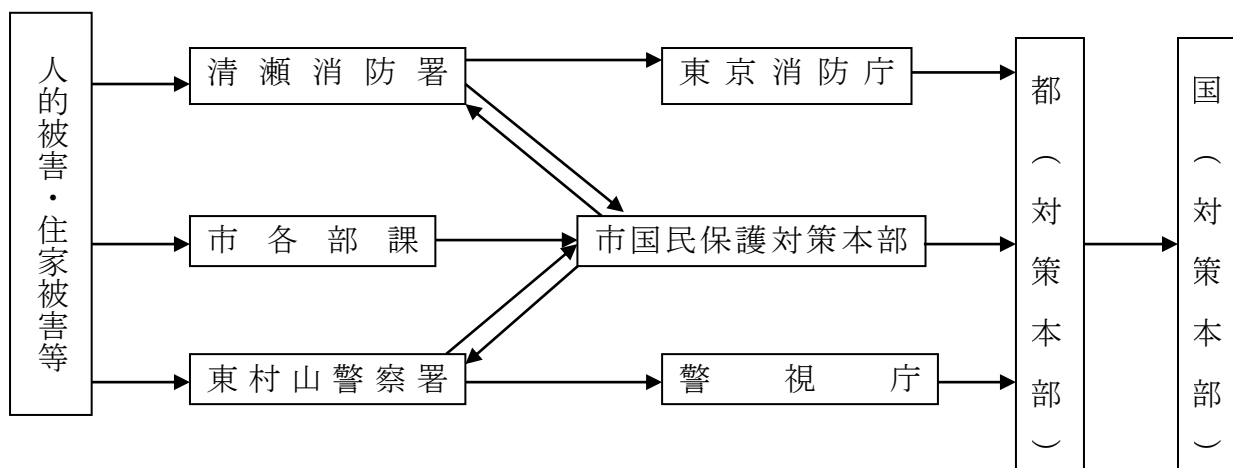 人的被害・住家被害等
清瀬消防署
東京消防庁
市各部課
市国民保護対策本部
東村山警察署
警視庁
都（対策本部）
国（対策本部）